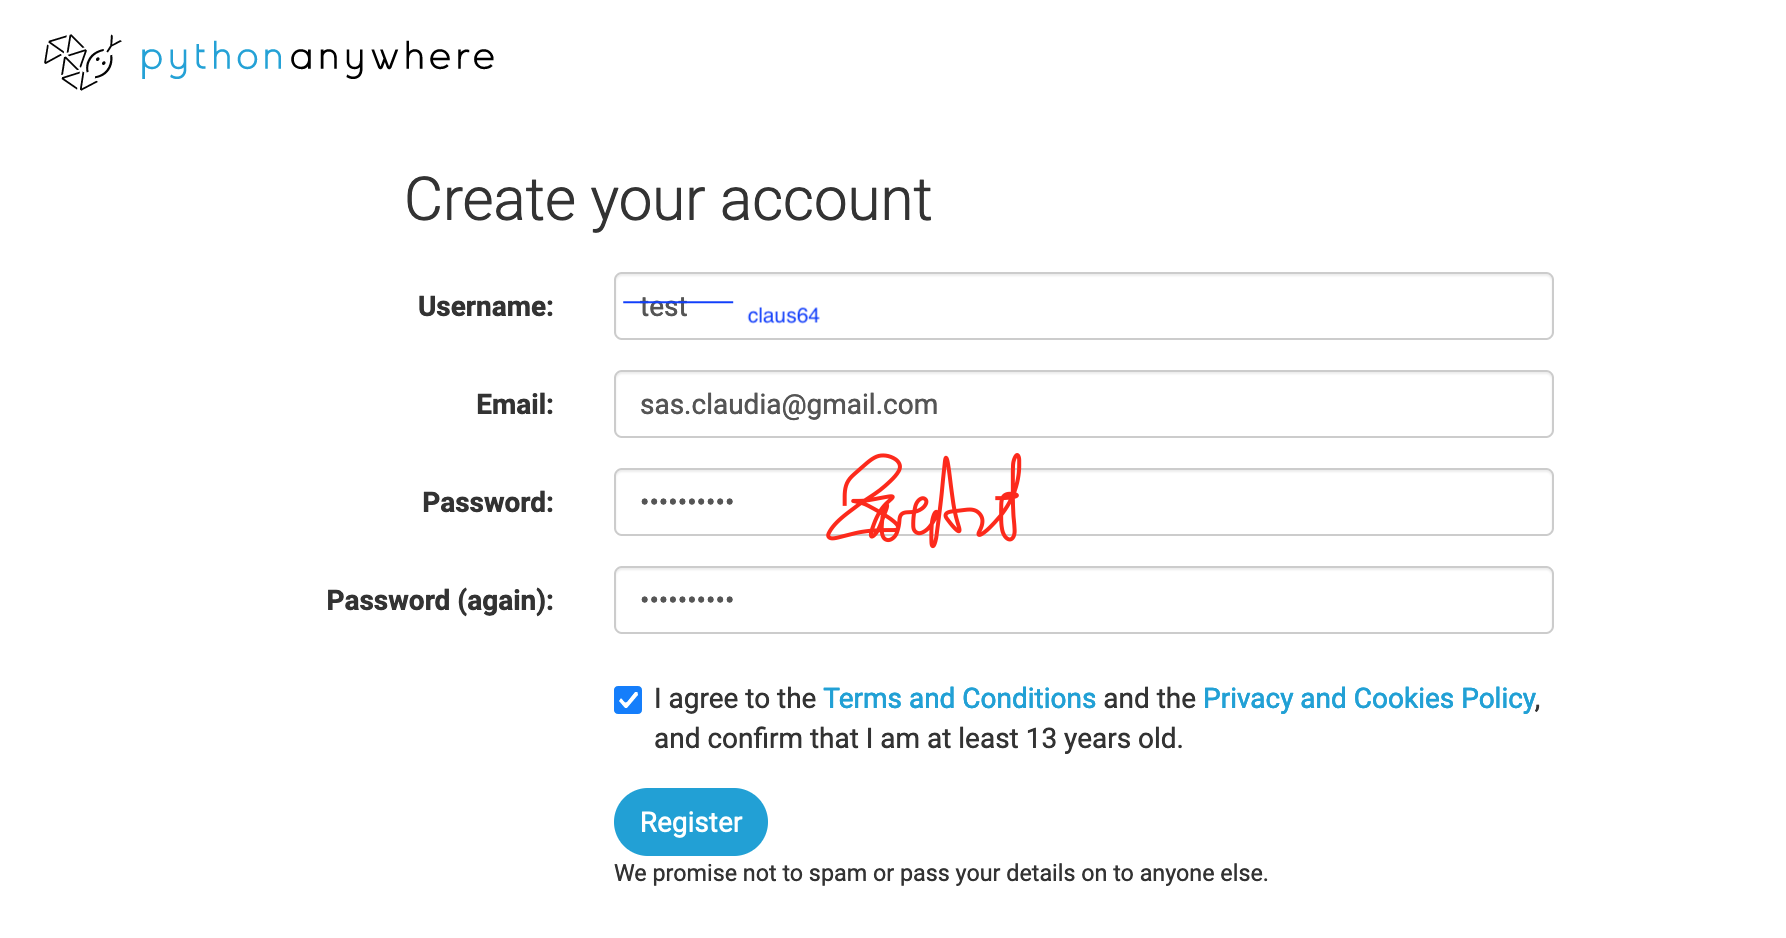 pythonanywhere
Create your account
Username: test claus64
Email: sas.claudia@gmail.com
Password: ••••••••••
Password (again): ••••••••••
I agree to the Terms and Conditions and the Privacy and Cookies Policy,
and confirm that I am at least 13 years old.
Register
We promise not to spam or pass your details on to anyone else.